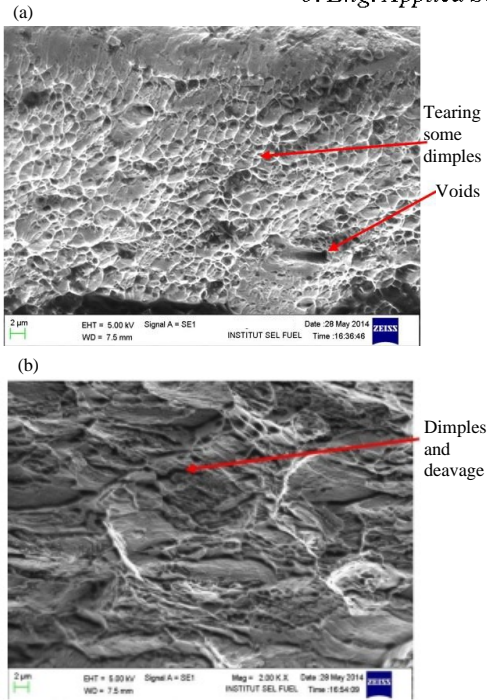 J. Eng. Applied S
(a)
Tearing
some
dimples
Voids
2 µm
EHT = 5.00 kV Signal A = SE1 Date :28 May 2014 ZEISS
WD = 7.5 mm INSTITUT SEL FUEL Time :16:36:46
(b)
Dimples
and
deavage
2 µm
EHT = 5.00 kV Signal A = SE1 Mag = 2.00 K X Date :28 May 2014 ZEISS
WD = 7.5 mm INSTITUT SEL FUEL Time :16:54:09